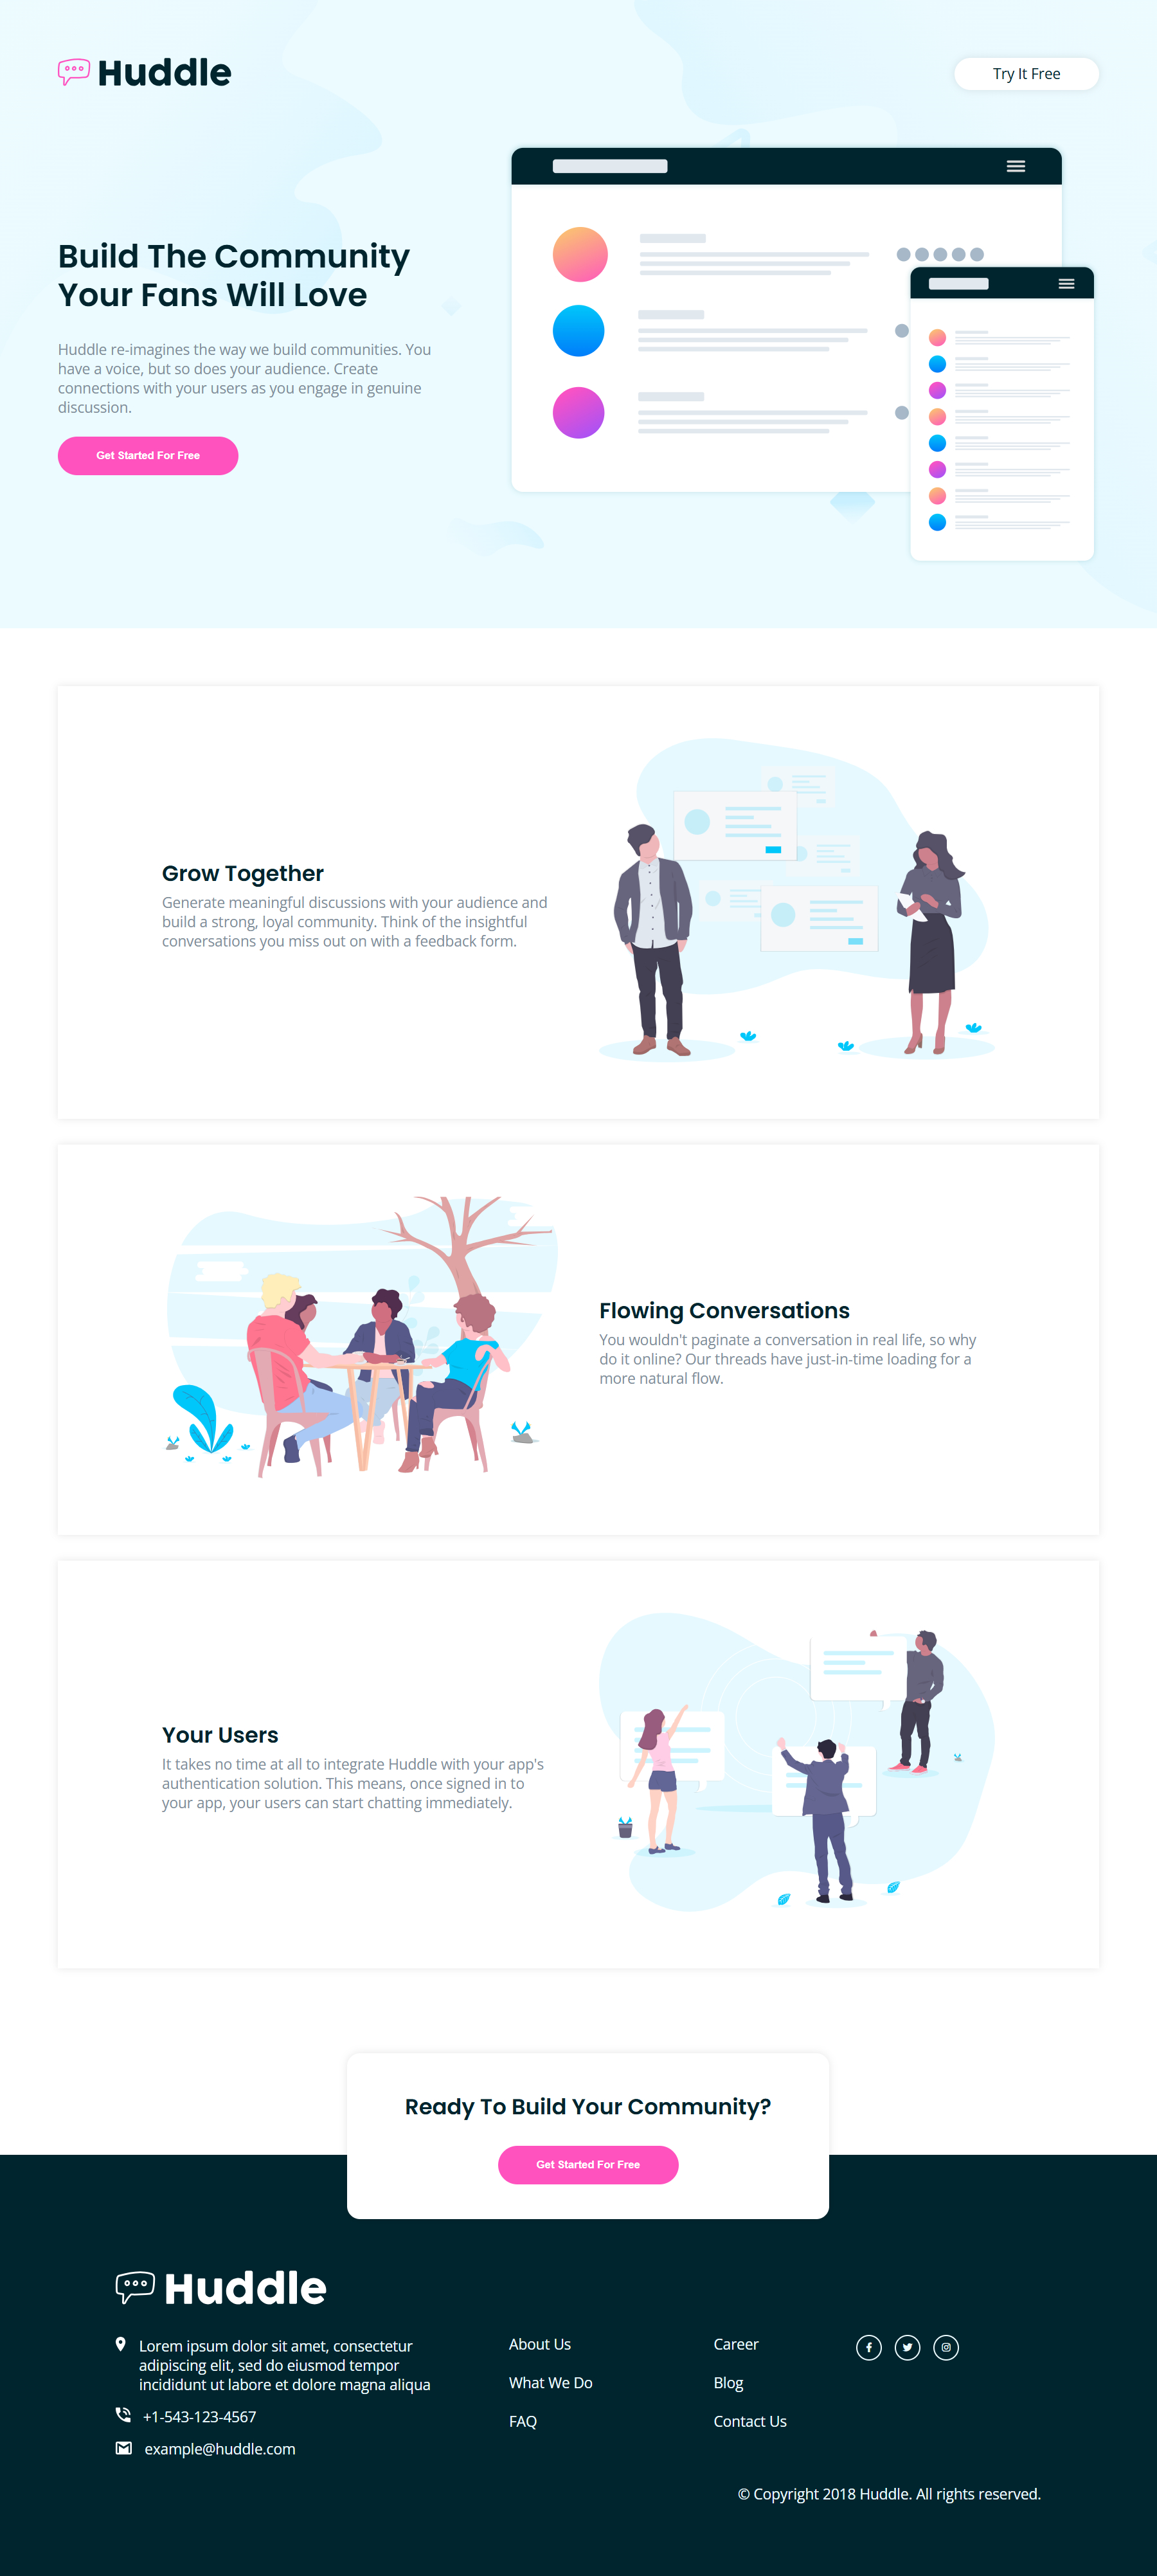 Huddle
Try It Free
Build The Community
Your Fans Will Love
Huddle re-imagines the way we build communities. You
have a voice, but so does your audience. Create
connections with your users as you engage in genuine
discussion.
Get Started For Free
Grow Together
Generate meaningful discussions with your audience and
build a strong, loyal community. Think of the insightful
conversations you miss out on with a feedback form.
Flowing Conversations
You wouldn't paginate a conversation in real life, so why
do it online? Our threads have just-in-time loading for a
more natural flow.
Your Users
It takes no time at all to integrate Huddle with your app's
authentication solution. This means, once signed in to
your app, your users can start chatting immediately.
Ready To Build Your Community?
Get Started For Free
Huddle
Lorem ipsum dolor sit amet, consectetur
adipiscing elit, sed do eiusmod tempor
incididunt ut labore et dolore magna aliqua
+1-543-123-4567
example@huddle.com
About Us
What We Do
FAQ
Career
Blog
Contact Us
© Copyright 2018 Huddle. All rights reserved.